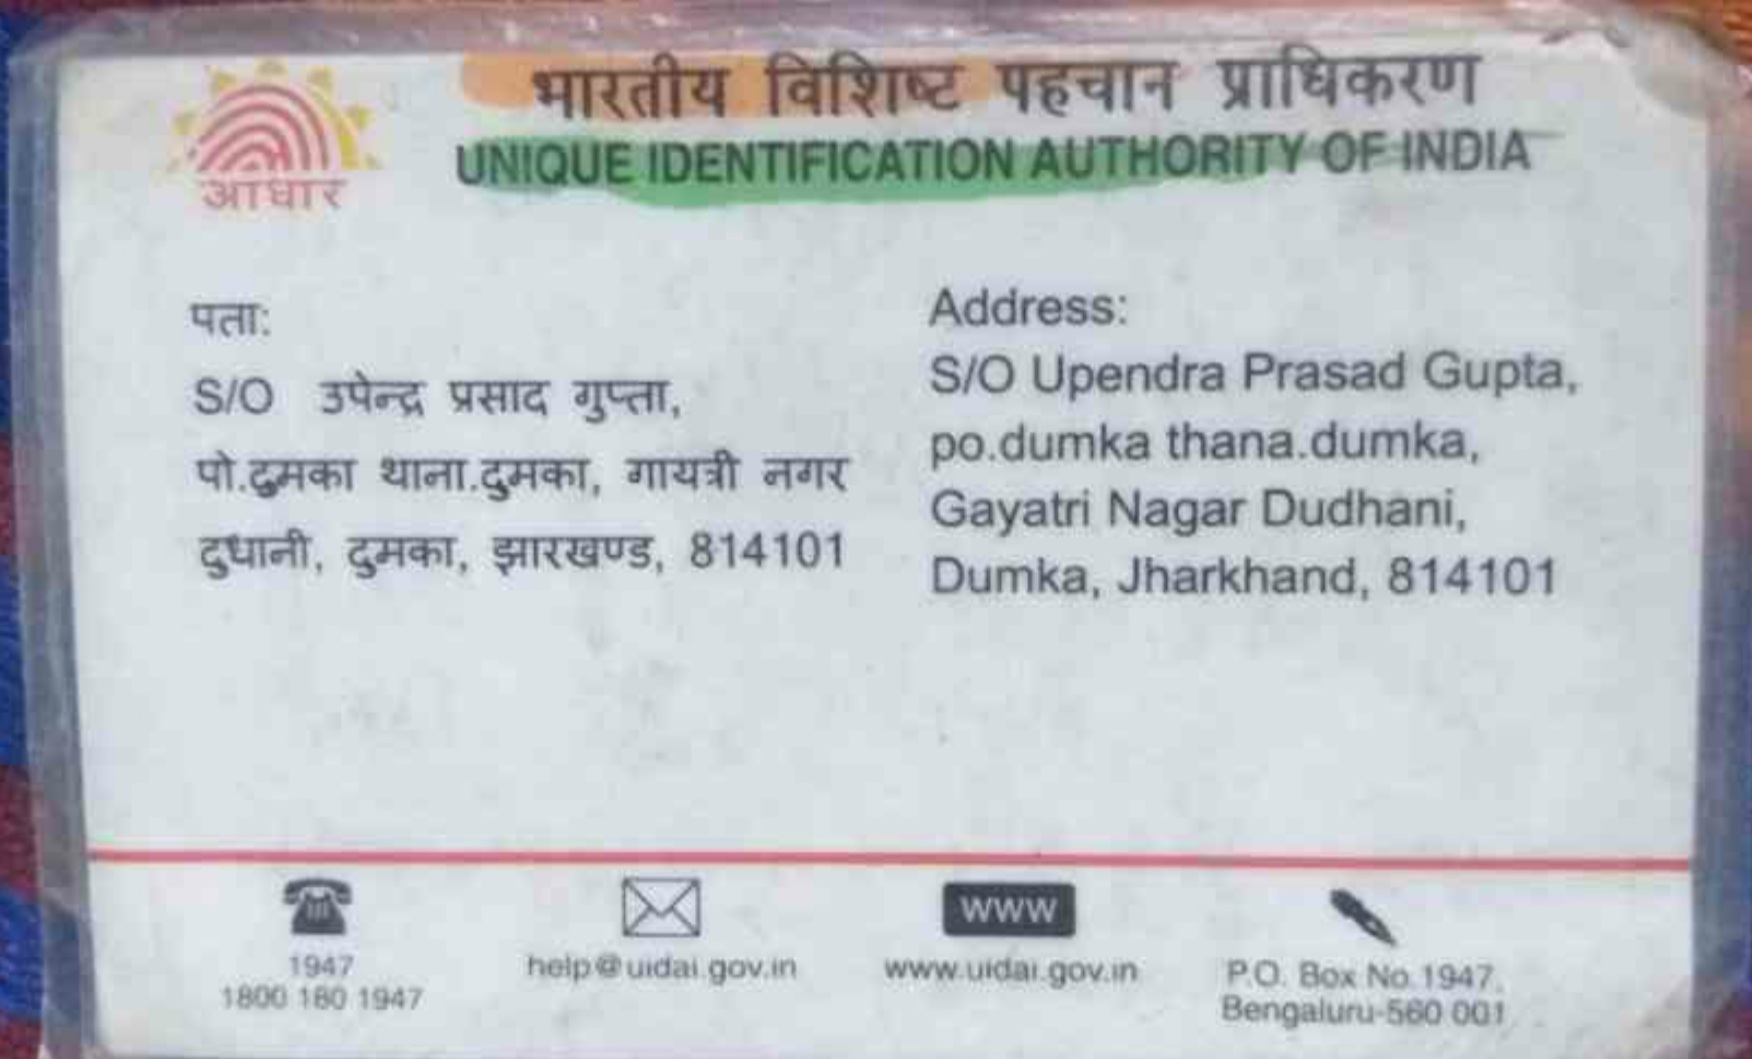 आधार
भारतीय विशिष्ट पहचान प्राधिकरण
UNIQUE IDENTIFICATION AUTHORITY OF INDIA
पता:
S/O उपेन्द्र प्रसाद गुप्ता,
पो.दुमका थाना.दुमका, गायत्री नगर
दुधानी, दुमका, झारखण्ड, 814101
Address:
S/O Upendra Prasad Gupta,
po.dumka thana.dumka,
Gayatri Nagar Dudhani,
Dumka, Jharkhand, 814101
1947
1800 180 1947
help@uidai.gov.in
WWW
www.uidai.gov.in
P.O. Box No.1947,
Bengaluru-560 001